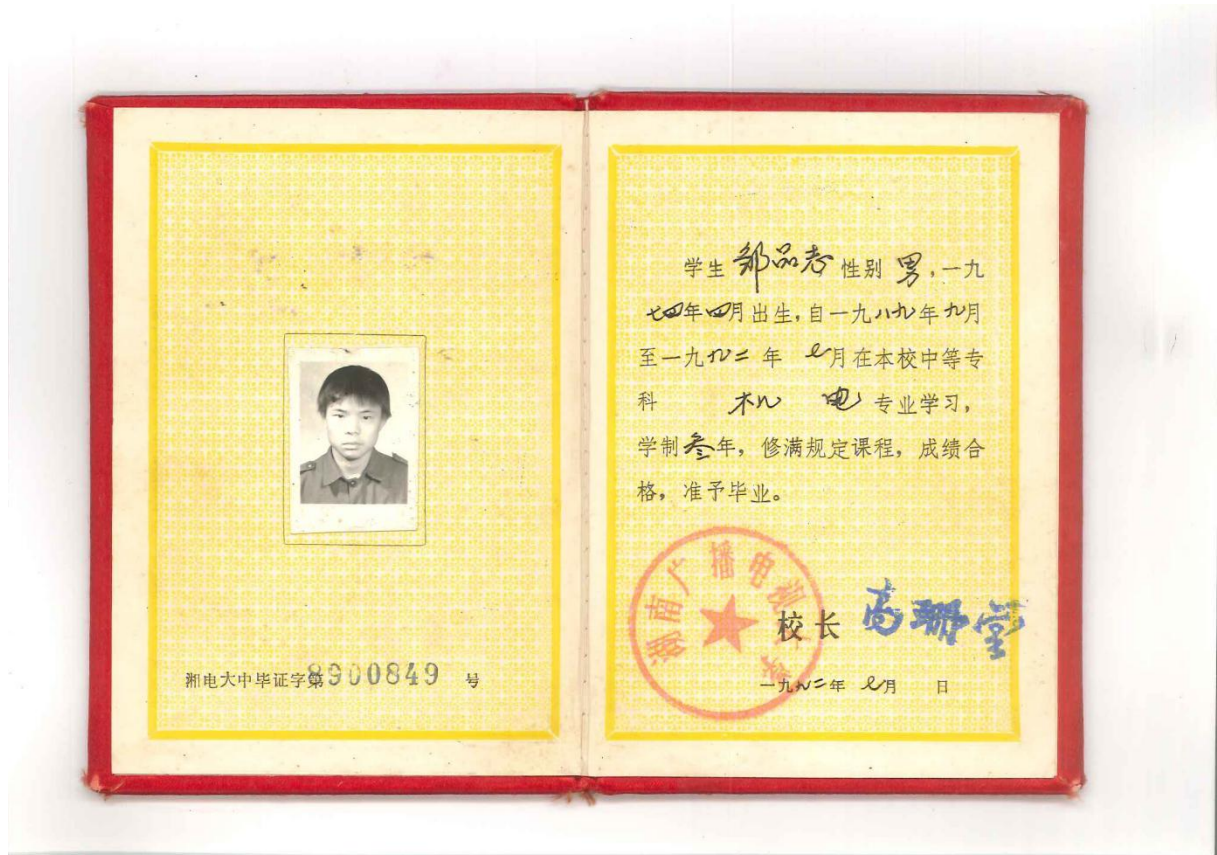 湘电大中毕证字第8900849号
学生 邹品志 性别 男，一九
七四年四月出生，自一九八九年九月
至一九九二年 七月在本校中等专
科 机 电 专业学习，
学制叁年，修满规定课程，成绩合
格，准予毕业。
湖南广播电视大学
校长 高珊堂
一九九二年 七月 日